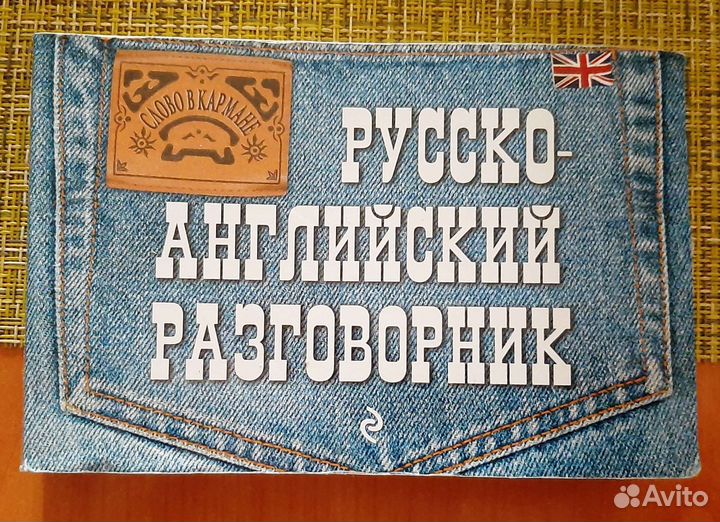 СЛОВО В КАРМАНЕ
РУССКО-
АНГЛИЙСКИЙ
РАЗГОВОРНИК
Avito